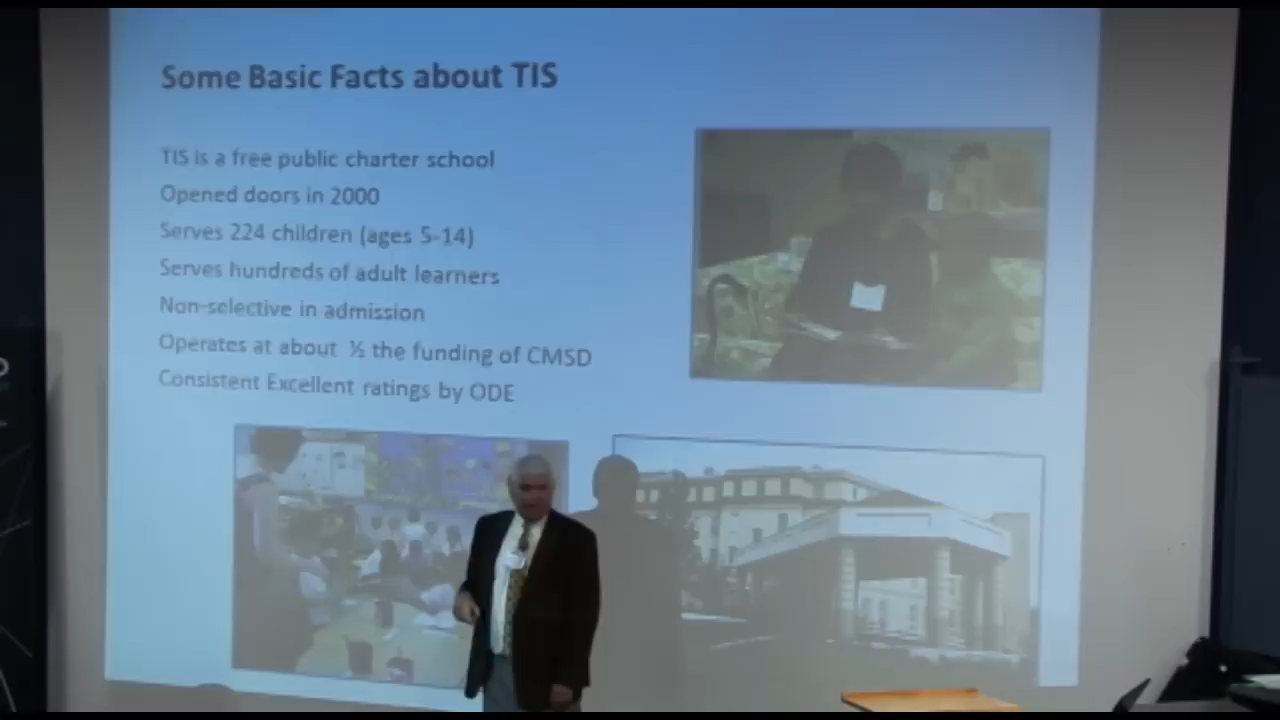 Some Basic Facts about TIS
TIS is a free public charter school
Opened doors in 2000
Serves 224 children (ages 5-14)
Serves hundreds of adult learners
Non-selective in admission
Operates at about ½ the funding of CMSD
Consistent Excellent ratings by ODE